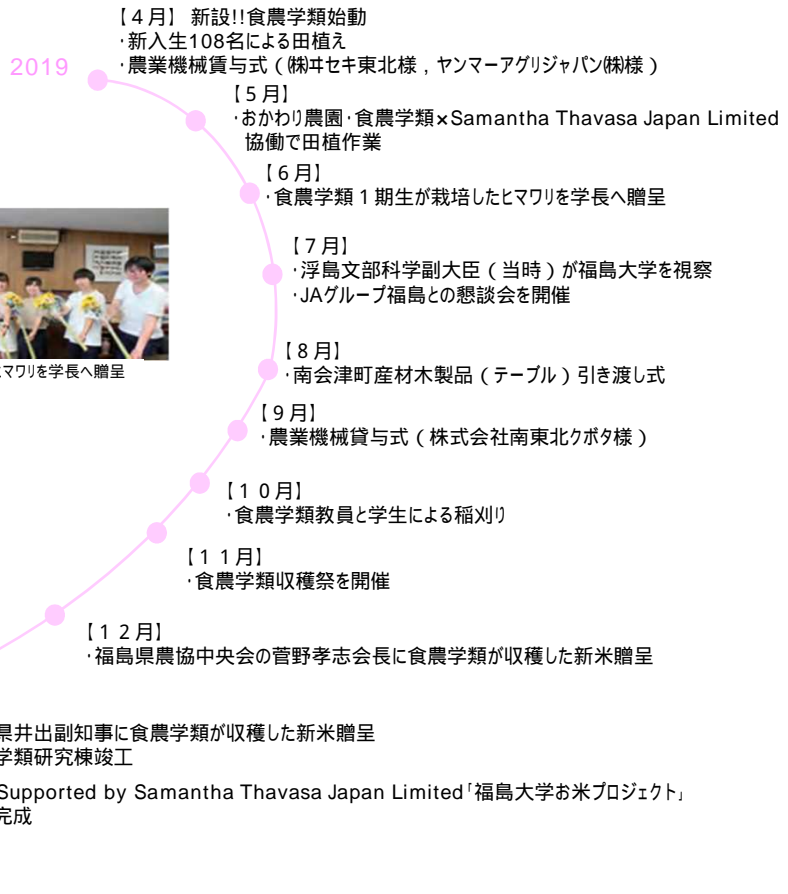 【４月】 新設!!食農学類始動
･新入生108名による田植え
2019
･農業機械賃与式（㈱ヰセキ東北様，ヤンマーアグリジャパン㈱様）
【５月】
･おかわり農園･食農学類×Samantha Thavasa Japan Limited
協働で田植作業
【６月】
･食農学類１期生が栽培したヒマワリを学長へ贈呈
【７月】
･浮島文部科学副大臣（当時）が福島大学を視察
･JAグループ福島との懇談会を開催
【８月】
･南会津町産材木製品（テーブル）引き渡し式
マワリを学長へ贈呈
【９月】
･農業機械貸与式（株式会社南東北クボタ様）
【１０月】
･食農学類教員と学生による稲刈り
【１１月】
･食農学類収穫祭を開催
【１２月】
･福島県農協中央会の菅野孝志会長に食農学類が収穫した新米贈呈
県井出副知事に食農学類が収穫した新米贈呈
学類研究棟竣工
Supported by Samantha Thavasa Japan Limited｢福島大学お米プロジェクト｣
完成